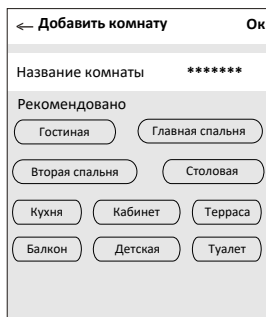 ← Добавить комнату Ок
Название комнаты *******
Рекомендовано
Гостиная Главная спальня
Вторая спальня Столовая
Кухня Кабинет Терраса
Балкон Детская Туалет